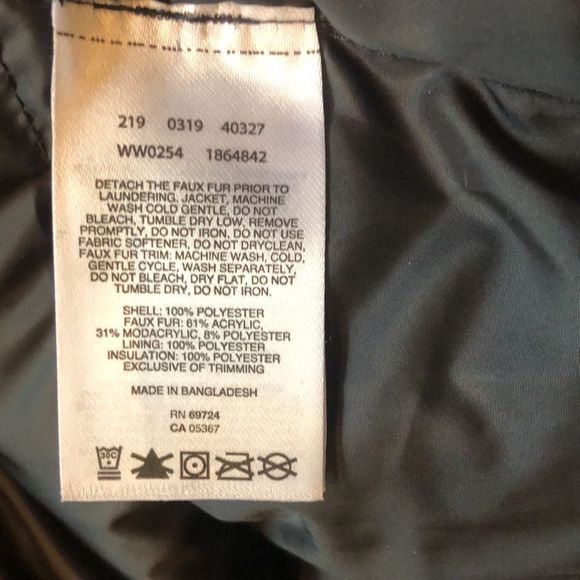 219 0319 40327
WW0254 1864842
DETACH THE FAUX FUR PRIOR TO
LAUNDERING. JACKET, MACHINE
WASH COLD GENTLE, DO NOT
BLEACH, TUMBLE DRY LOW, REMOVE
PROMPTLY, DO NOT IRON, DO NOT USE
FABRIC SOFTENER, DO NOT DRYCLEAN,
FAUX FUR TRIM: MACHINE WASH, COLD,
GENTLE CYCLE, WASH SEPARATELY,
DO NOT BLEACH, DRY FLAT, DO NOT
TUMBLE DRY, DO NOT IRON.
SHELL: 100% POLYESTER
FAUX FUR: 61% ACRYLIC,
31% MODACRYLIC, 8% POLYESTER
LINING: 100% POLYESTER
INSULATION: 100% POLYESTER
EXCLUSIVE OF TRIMMING
MADE IN BANGLADESH
RN 69724
CA 05367
30C